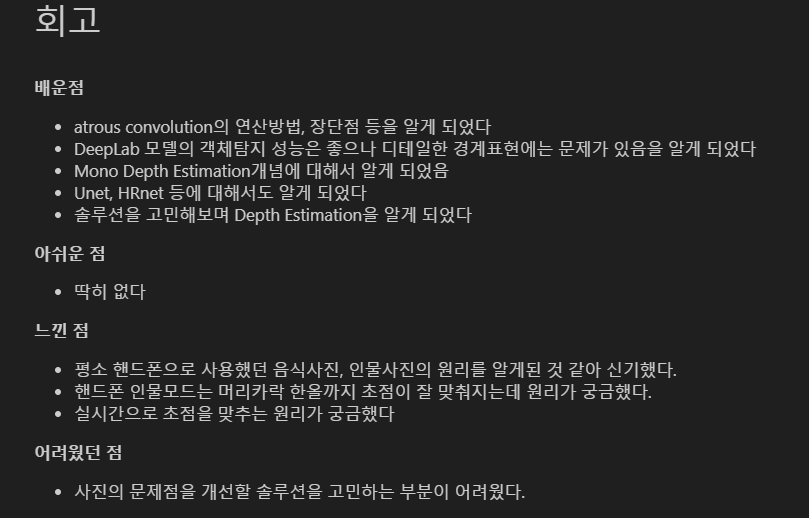 회고
배운점
atrous convolution의 연산방법, 장단점 등을 알게 되었다
DeepLab 모델의 객체탐지 성능은 좋으나 디테일한 경계표현에는 문제가 있음을 알게 되었다
Mono Depth Estimation개념에 대해서 알게 되었음
Unet, HRnet 등에 대해서도 알게 되었다
솔루션을 고민해보며 Depth Estimation을 알게 되었다
아쉬운 점
딱히 없다
느낀 점
평소 핸드폰으로 사용했던 음식사진, 인물사진의 원리를 알게된 것 같아 신기했다.
핸드폰 인물모드는 머리카락 한올까지 초점이 잘 맞춰지는데 원리가 궁금했다.
실시간으로 초점을 맞추는 원리가 궁금했다
어려웠던 점
사진의 문제점을 개선할 솔루션을 고민하는 부분이 어려웠다.